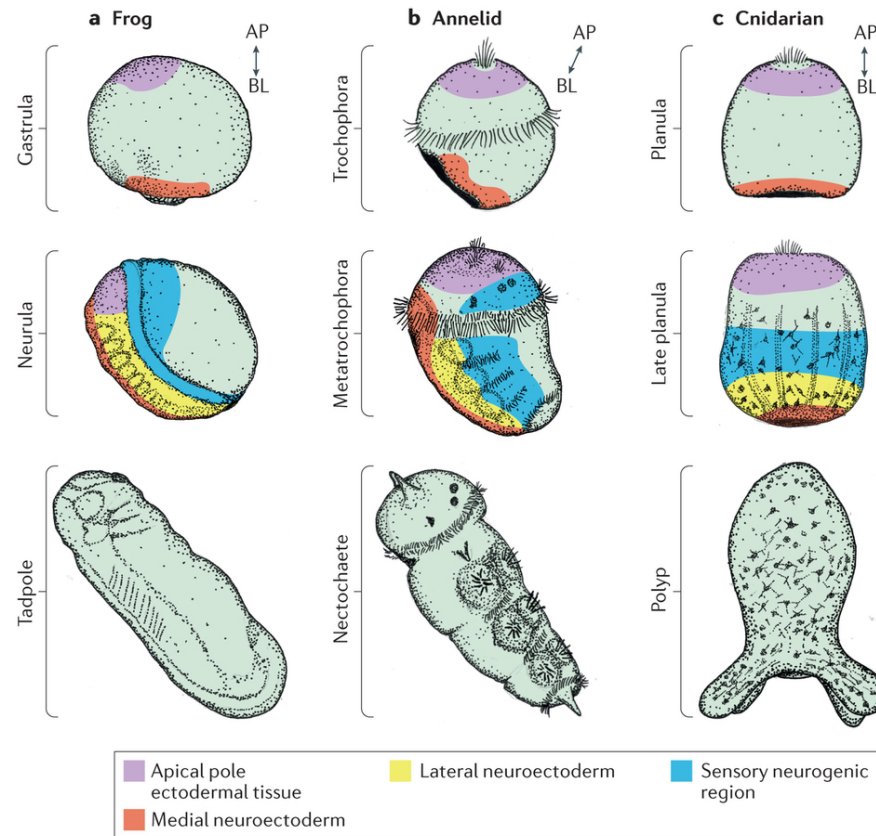 a Frog
b Annelid
c Cnidarian
AP
BL
AP
BL
AP
BL
Gastrula
Trochophora
Planula
Neurula
Metatrochophora
Late planula
Tadpole
Nectochaete
Polyp
Apical pole
ectodermal tissue
Medial neuroectoderm
Lateral neuroectoderm
Sensory neurogenic
region